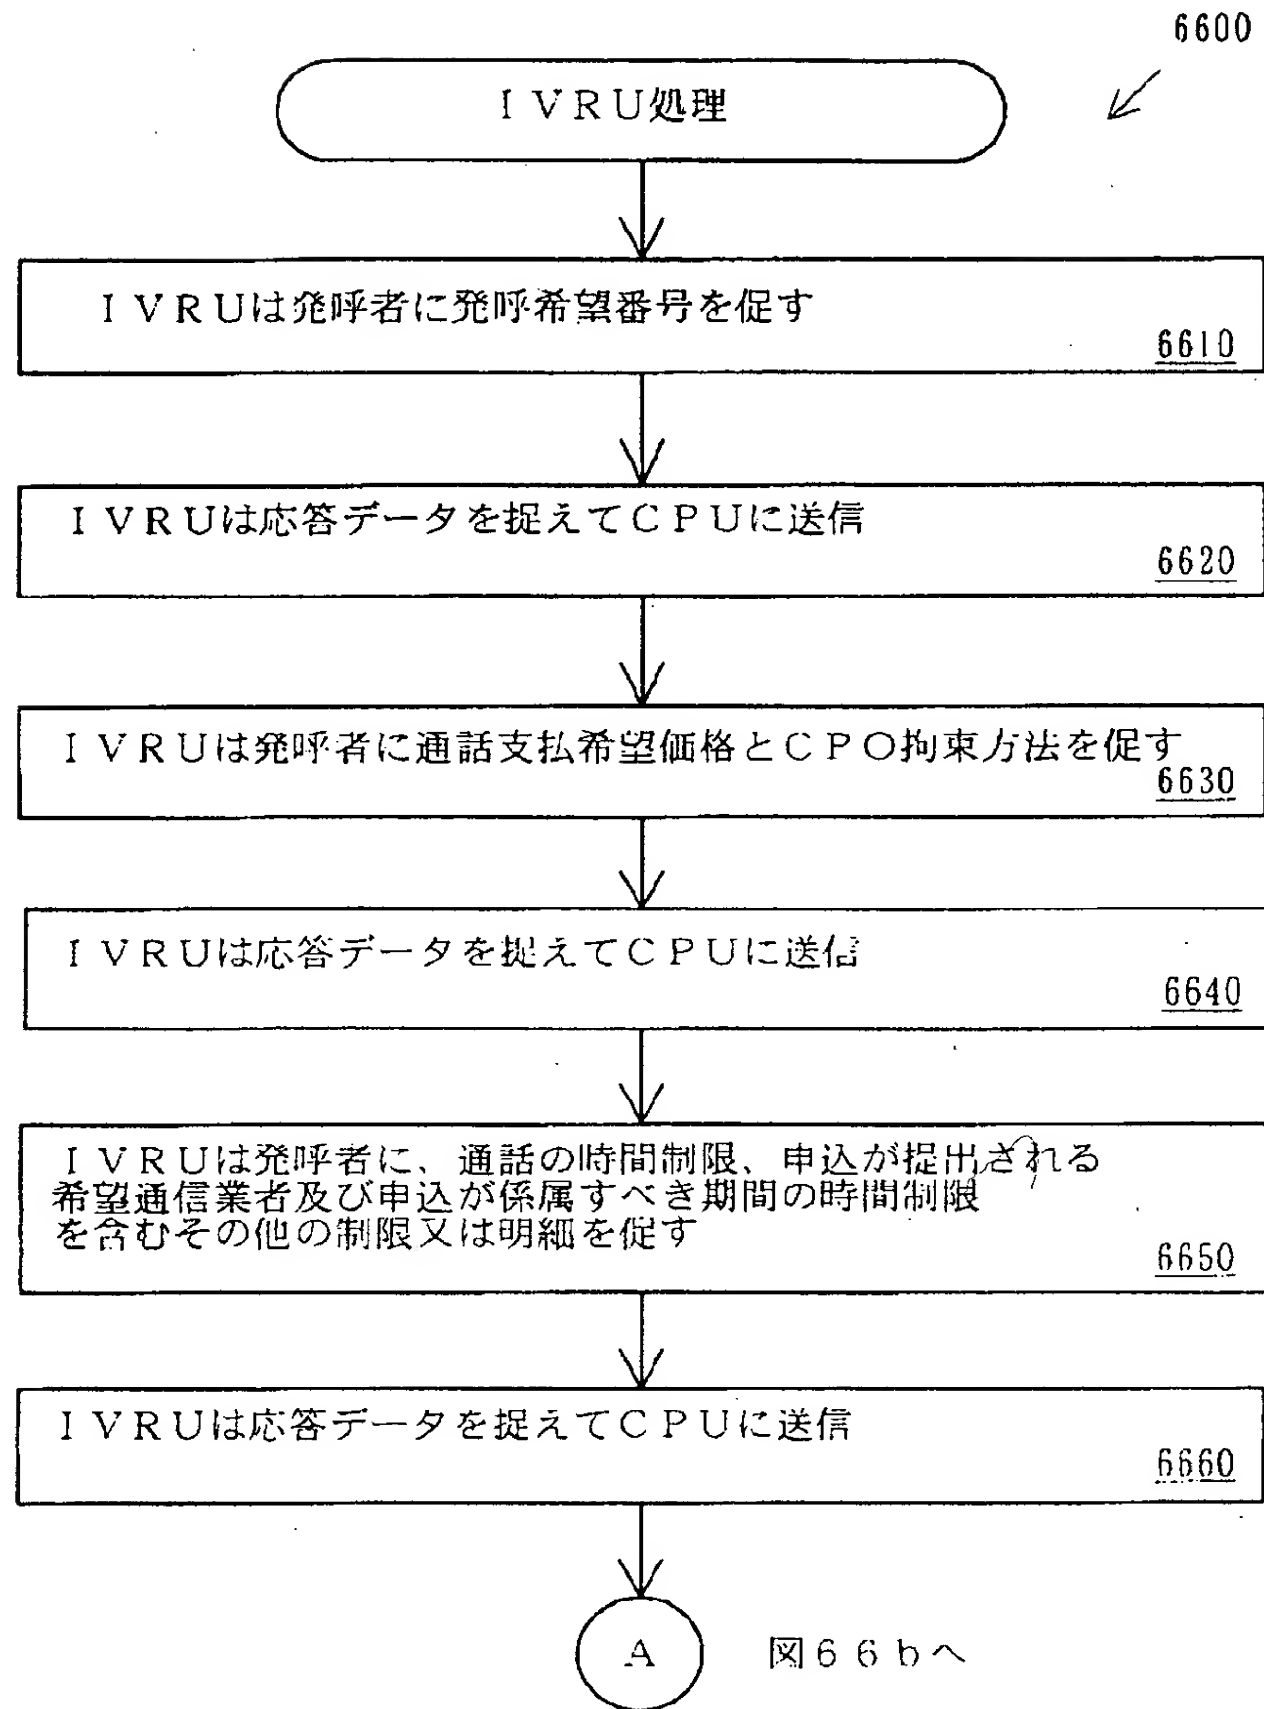 6600
IVRU処理
IVRUは発呼者に発呼希望番号を促す
6610
IVRUは応答データを捉えてCPUに送信
6620
IVRUは発呼者に通話支払希望価格とCPO拘束方法を促す
6630
IVRUは応答データを捉えてCPUに送信
6640
IVRUは発呼者に、通話の時間制限、申込が提出される
希望通信業者及び申込が係属すべき期間の時間制限
を含むその他の制限又は明細を促す
6650
IVRUは応答データを捉えてCPUに送信
6660
A
図66bへ